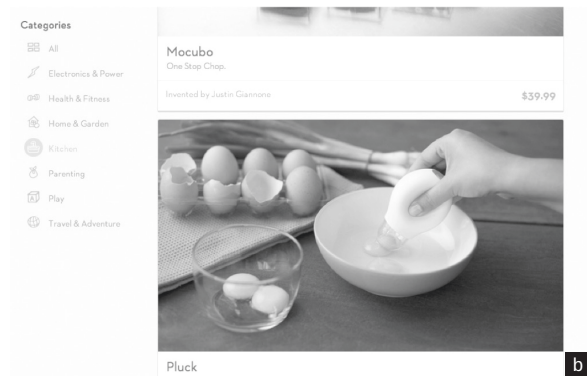 Categories
All
Electronics & Power
Health & Fitness
Home & Garden
Kitchen
Parenting
Play
Travel & Adventure
Mocubo
One Stop Chop.
Invented by Justin Giannone
$39.99
Pluck
b